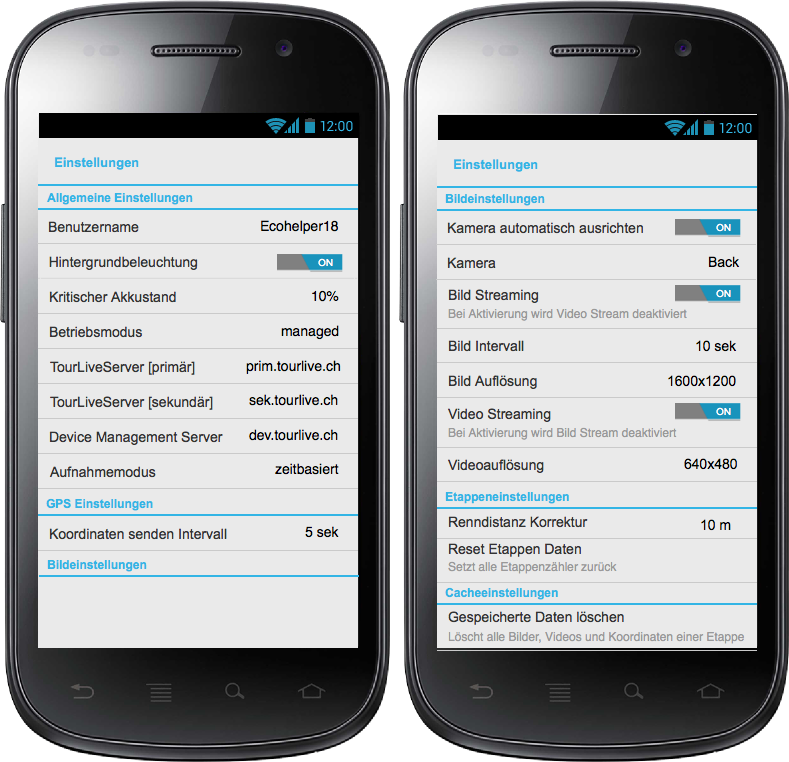 12:00
Einstellungen
Allgemeine Einstellungen
Benutzername Ecohelper18
Hintergrundbeleuchtung ON
Kritischer Akkustand 10%
Betriebsmodus managed
TourLiveServer [primär] prim.tourlive.ch
TourLiveServer [sekundär] sek.tourlive.ch
Device Management Server dev.tourlive.ch
Aufnahmemodus zeitbasiert
GPS Einstellungen
Koordinaten senden Intervall 5 sek
Bildeinstellungen
12:00
Einstellungen
Bildeinstellungen
Kamera automatisch ausrichten ON
Kamera Back
Bild Streaming ON
Bei Aktivierung wird Video Stream deaktiviert
Bild Intervall 10 sek
Bild Auflösung 1600x1200
Video Streaming ON
Bei Aktivierung wird Bild Stream deaktiviert
Videoauflösung 640x480
Etappeneinstellungen
Renndistanz Korrektur 10 m
Reset Etappen Daten
Setzt alle Etappenzähler zurück
Cacheeinstellungen
Gespeicherte Daten löschen
Löscht alle Bilder, Videos und Koordinaten einer Etappe